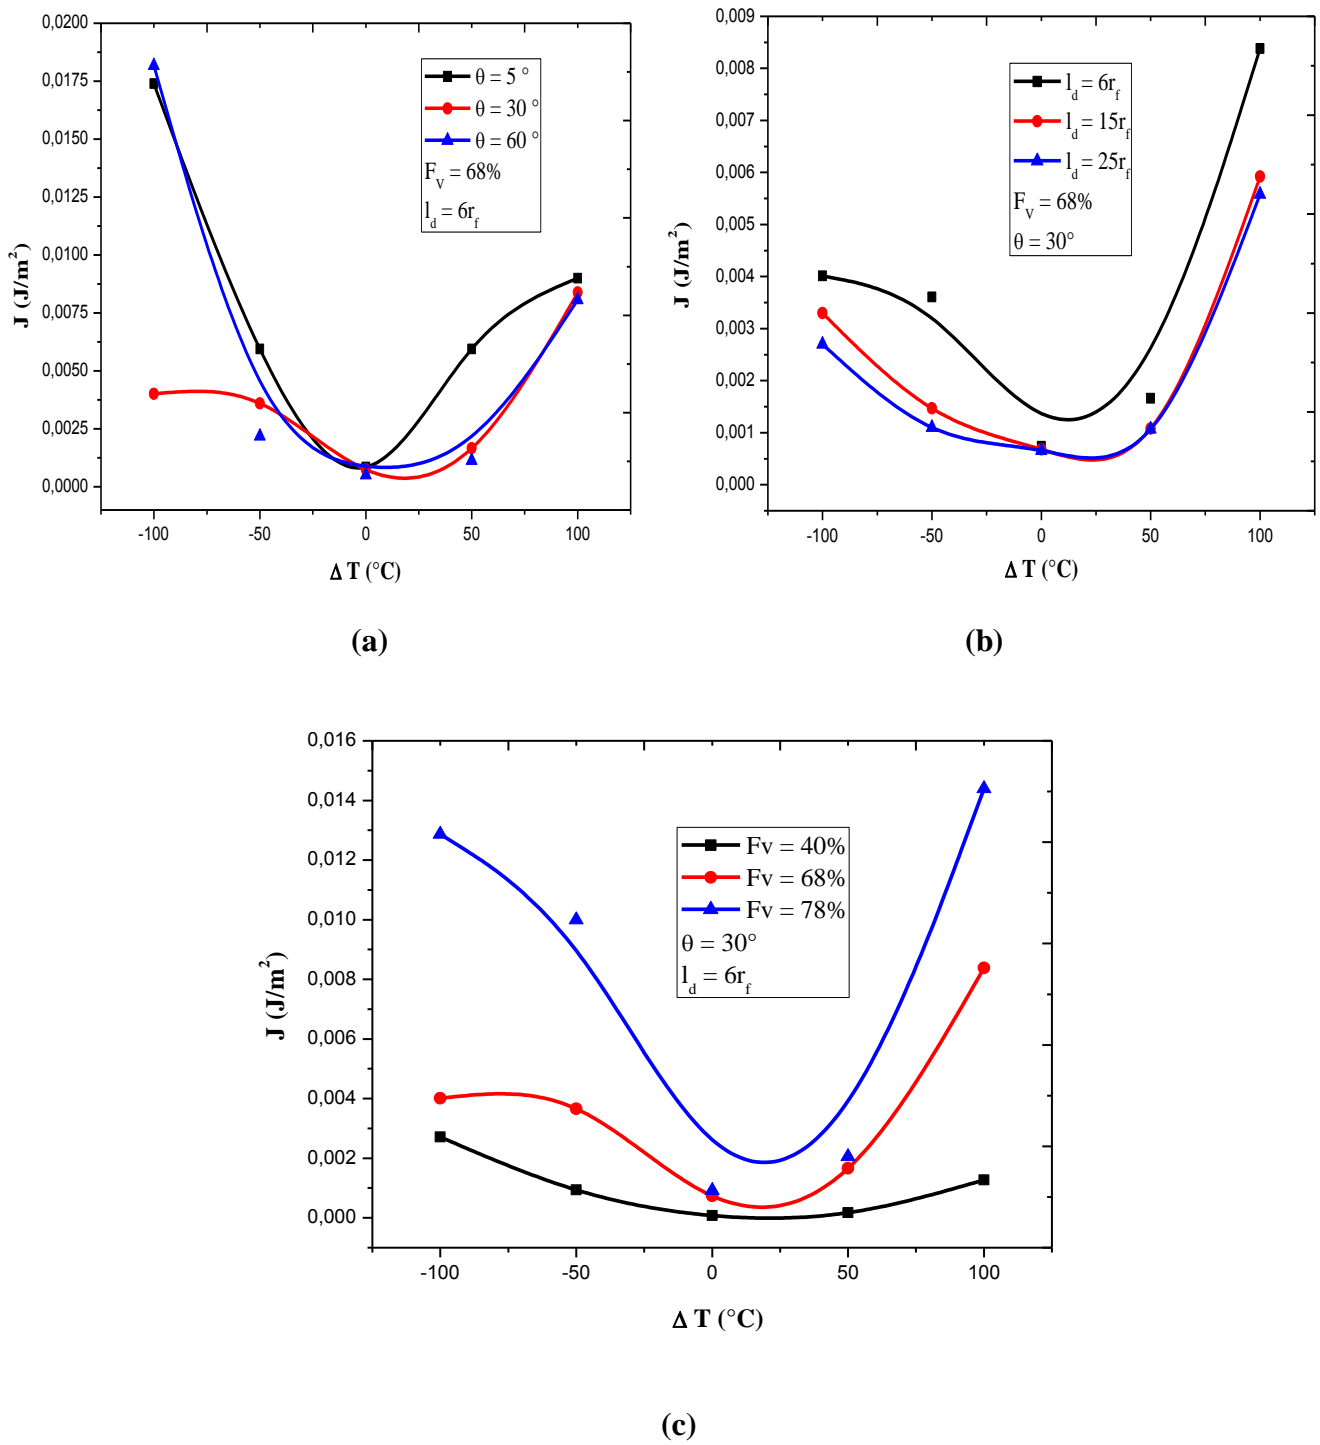 0,0200
0,0175
0,0150
0,0125
0,0100
0,0075
0,0050
0,0025
0,0000
J (J/m²)
θ = 5 °
θ = 30 °
θ = 60 °
F_V = 68%
l_d = 6r_f
-100 -50 0 50 100
Δ T (°C)
(a)
0,009
0,008
0,007
0,006
0,005
0,004
0,003
0,002
0,001
0,000
J (J/m²)
l_d = 6r_f
l_d = 15r_f
l_d = 25r_f
F_V = 68%
θ = 30°
-100 -50 0 50 100
Δ T (°C)
(b)
0,016
0,014
0,012
0,010
0,008
0,006
0,004
0,002
0,000
J (J/m²)
Fv = 40%
Fv = 68%
Fv = 78%
θ = 30°
l_d = 6r_f
-100 -50 0 50 100
Δ T (°C)
(c)